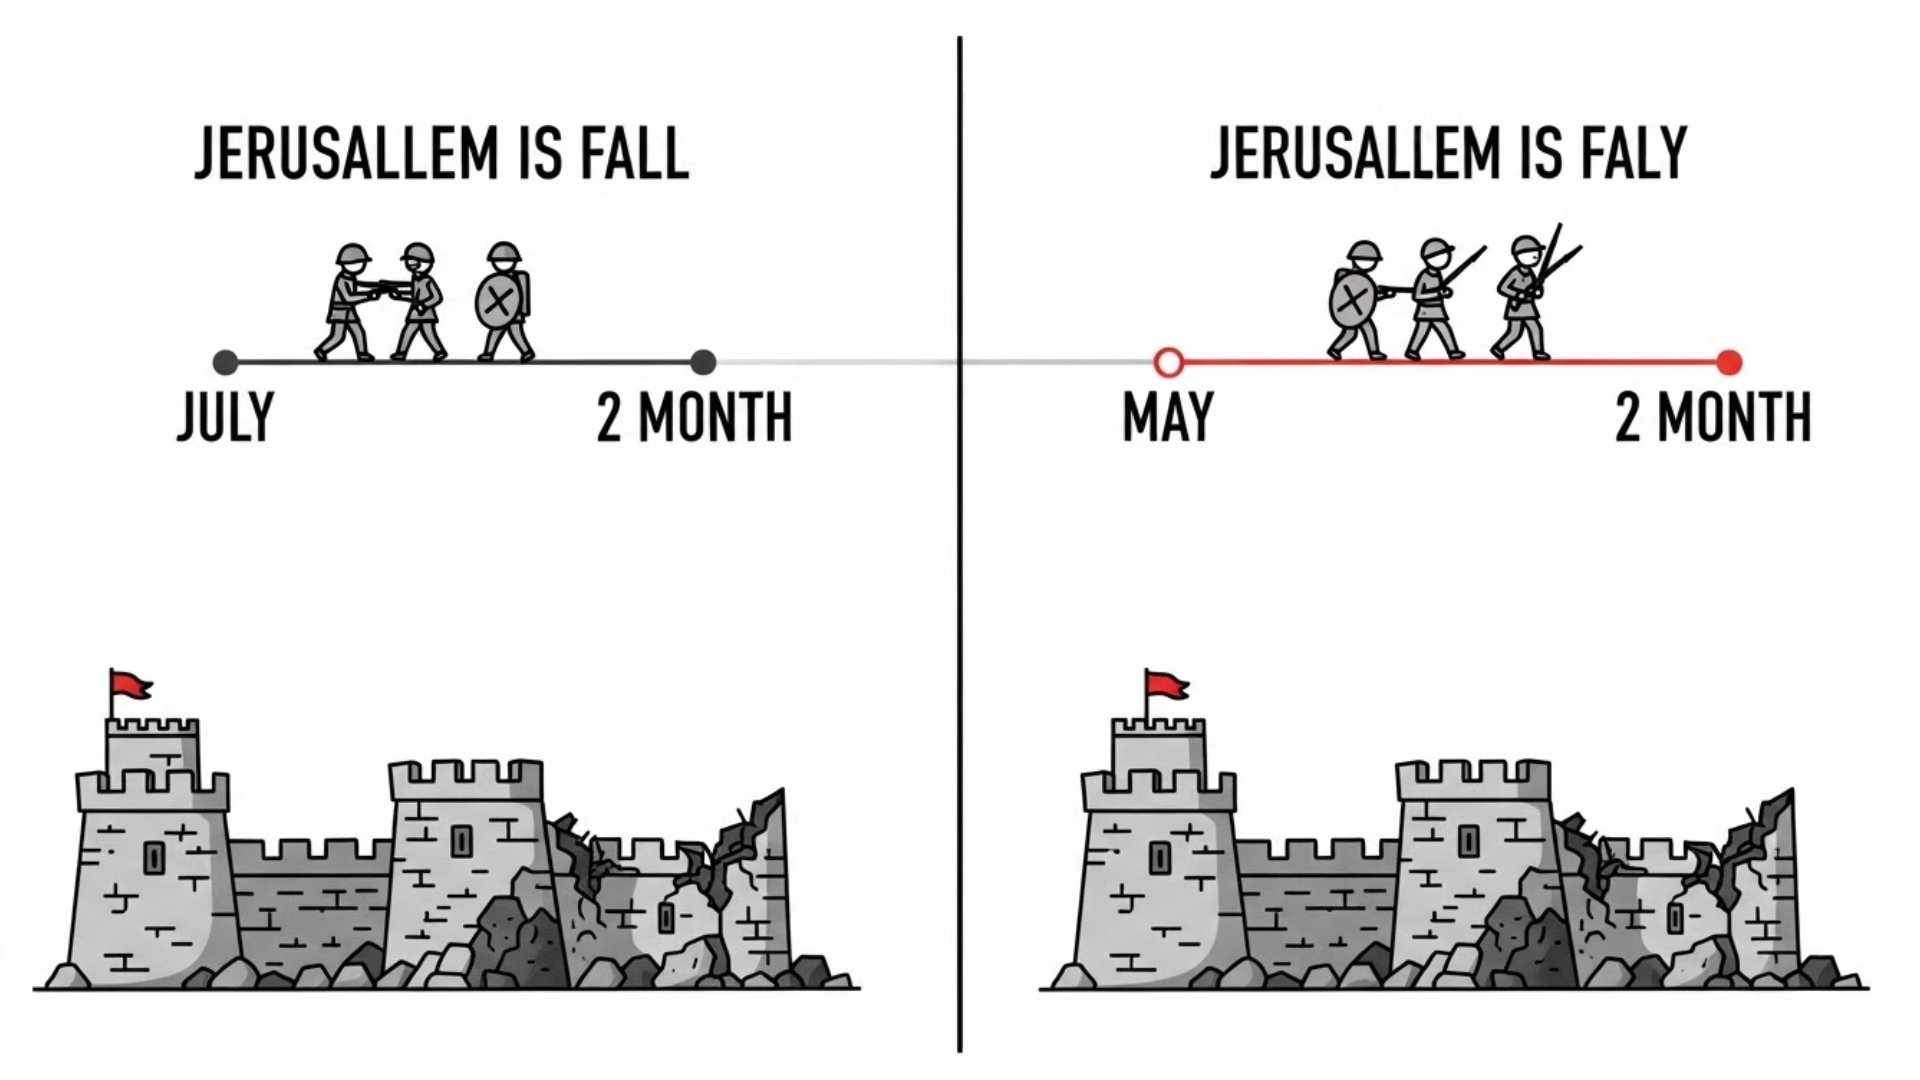 JERUSALLEM IS FALL
JULY
2 MONTH
JERUSALLEM IS FALY
MAY
2 MONTH